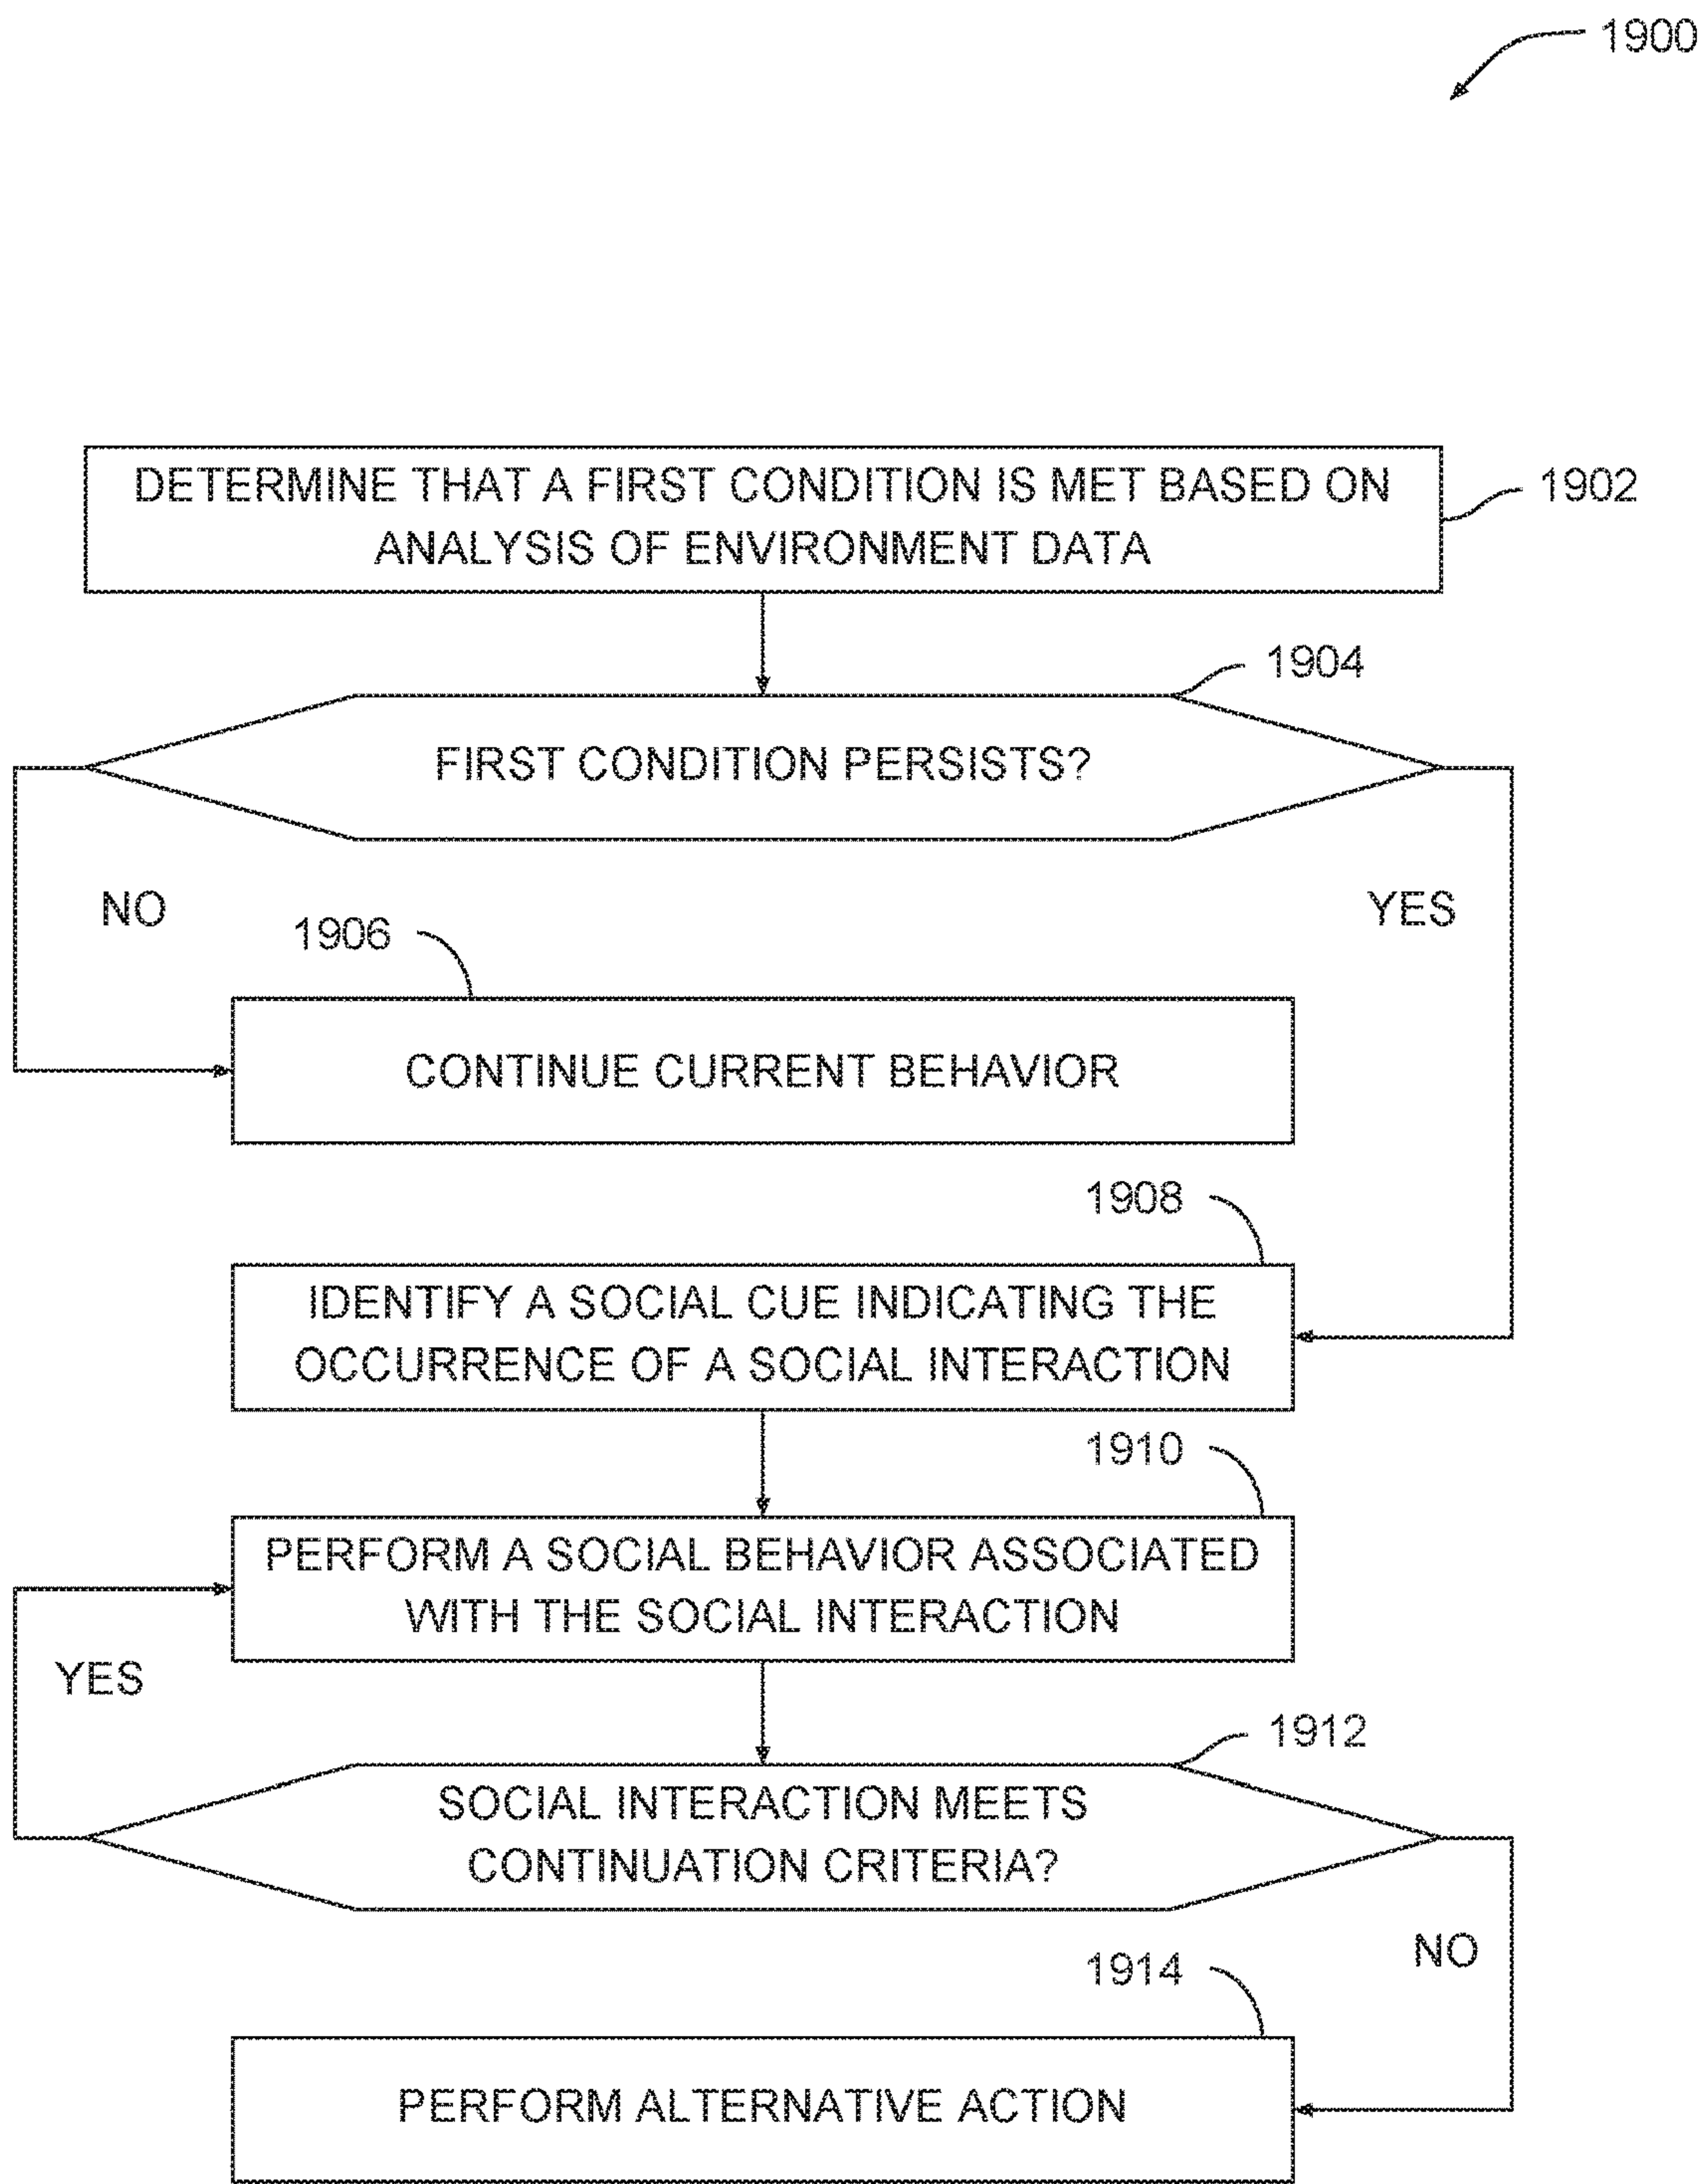 1900
DETERMINE THAT A FIRST CONDITION IS MET BASED ON
ANALYSIS OF ENVIRONMENT DATA
1902
1904
FIRST CONDITION PERSISTS?
NO
YES
1906
CONTINUE CURRENT BEHAVIOR
1908
IDENTIFY A SOCIAL CUE INDICATING THE
OCCURRENCE OF A SOCIAL INTERACTION
1910
PERFORM A SOCIAL BEHAVIOR ASSOCIATED
WITH THE SOCIAL INTERACTION
YES
1912
SOCIAL INTERACTION MEETS
CONTINUATION CRITERIA?
NO
1914
PERFORM ALTERNATIVE ACTION